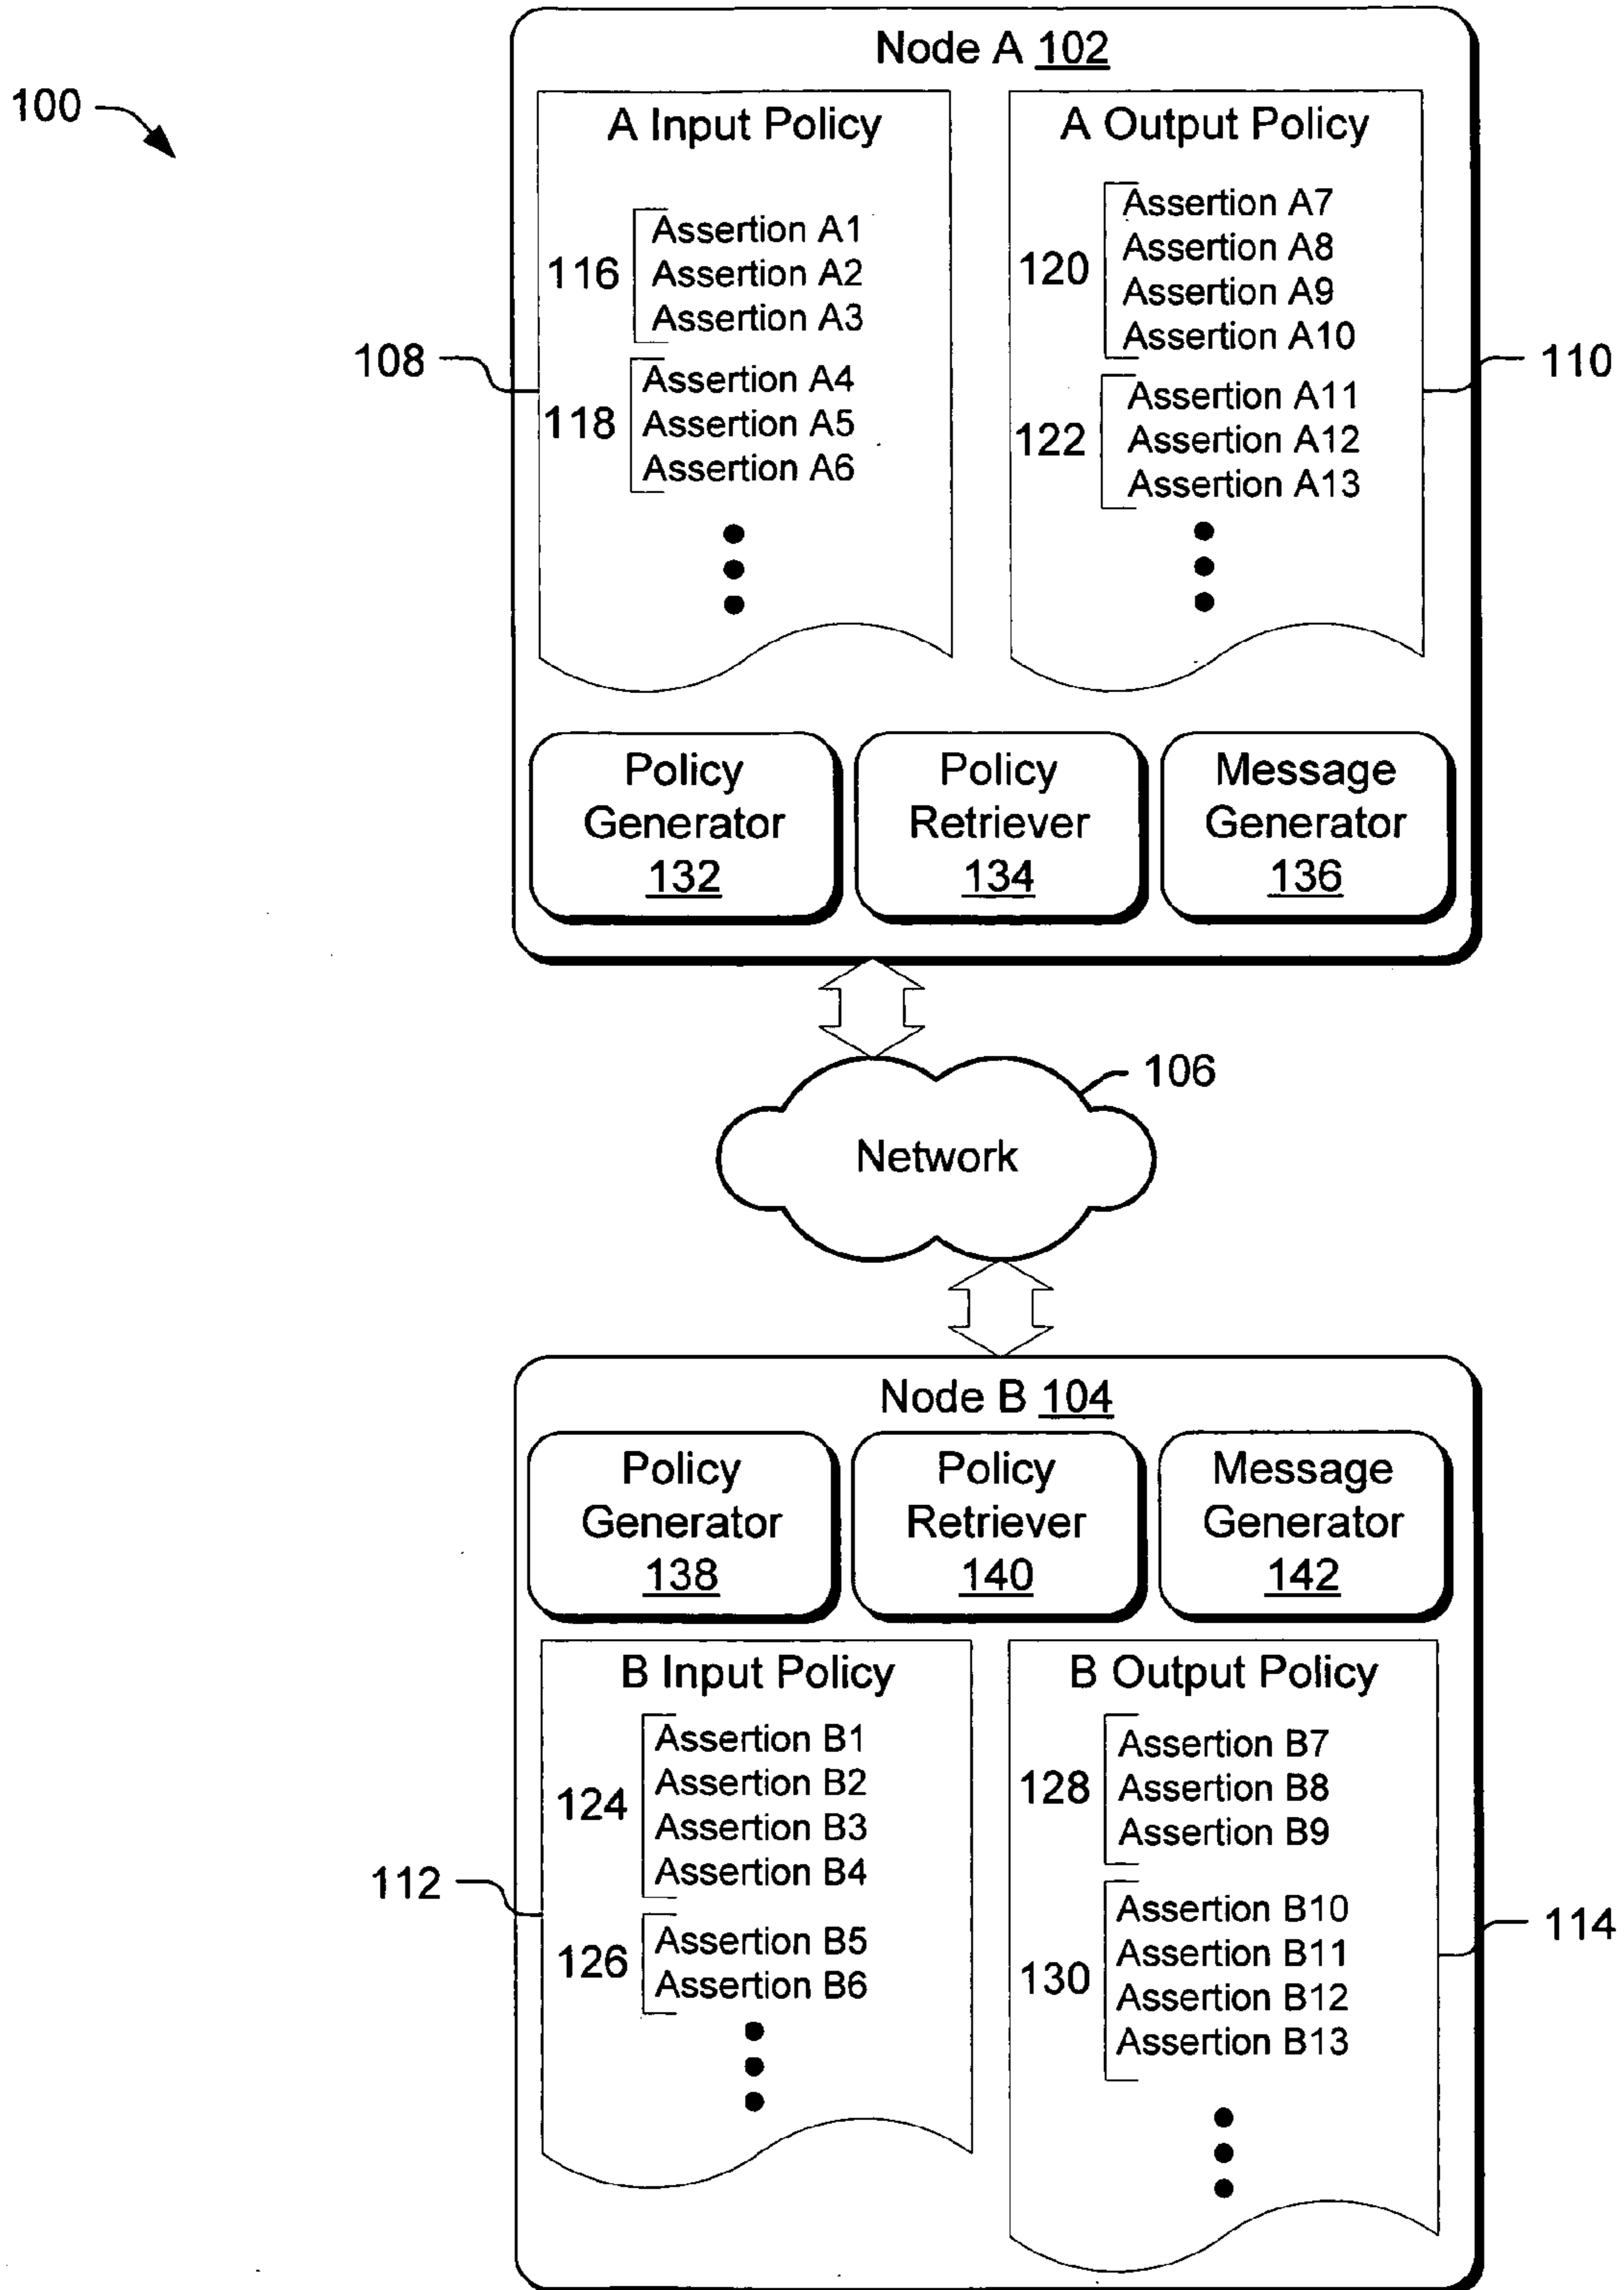 100
Node A 102
A Input Policy
116
Assertion A1
Assertion A2
Assertion A3
108
118
Assertion A4
Assertion A5
Assertion A6
A Output Policy
120
Assertion A7
Assertion A8
Assertion A9
Assertion A10
110
122
Assertion A11
Assertion A12
Assertion A13
Policy
Generator
132
Policy
Retriever
134
Message
Generator
136
106
Network
Node B 104
Policy
Generator
138
Policy
Retriever
140
Message
Generator
142
B Input Policy
124
Assertion B1
Assertion B2
Assertion B3
Assertion B4
112
126
Assertion B5
Assertion B6
B Output Policy
128
Assertion B7
Assertion B8
Assertion B9
114
130
Assertion B10
Assertion B11
Assertion B12
Assertion B13